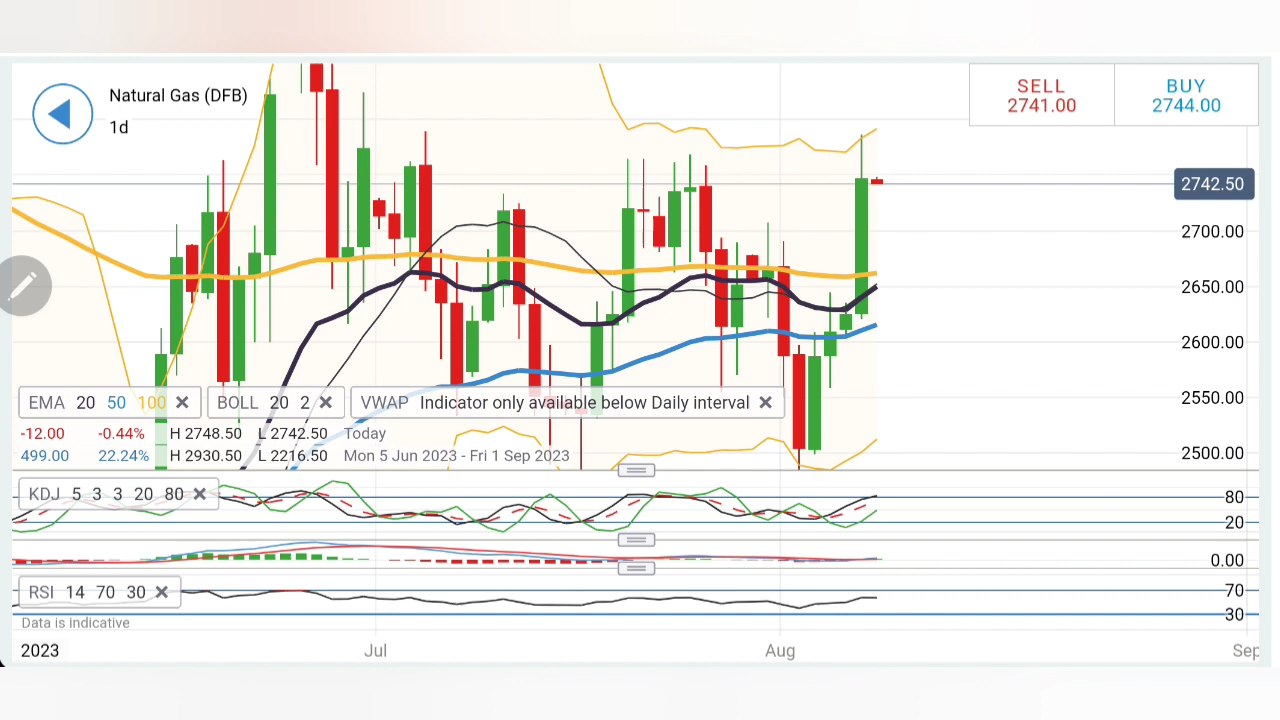 Natural Gas (DFB)
1d
SELL
2741.00
BUY
2744.00
2742.50
2700.00
2650.00
2600.00
2550.00
2500.00
EMA 20 50 100
BOLL 20 2
VWAP Indicator only available below Daily interval
-12.00 -0.44% H 2748.50 L 2742.50 Today
499.00 22.24% H 2930.50 L 2216.50 Mon 5 Jun 2023 - Fri 1 Sep 2023
KDJ 5 3 3 20 80
80
20
0.00
RSI 14 70 30
70
30
Data is indicative
2023 Jul Aug Sep